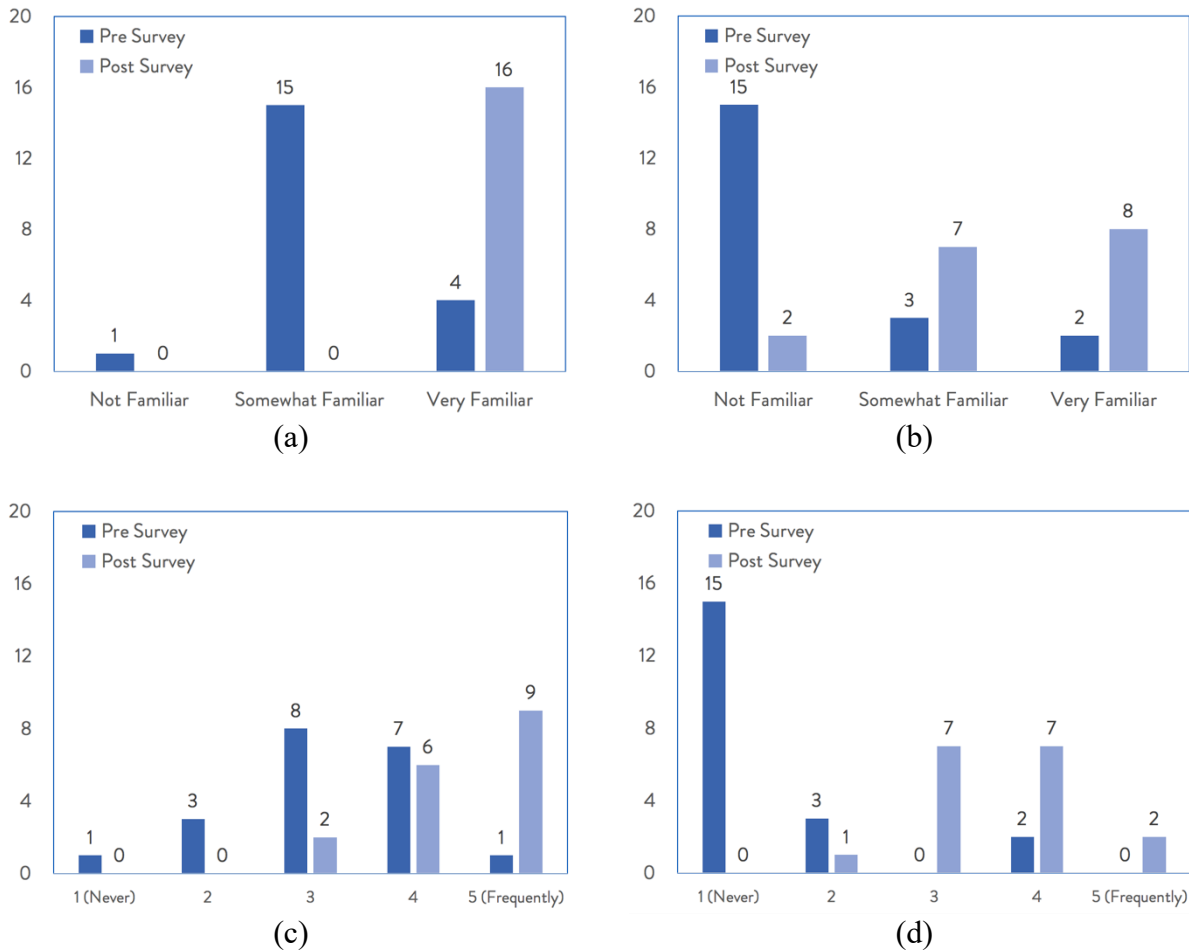 20
16
12
8
4
0
Pre Survey
Post Survey
1
0
15
0
4
16
Not Familiar
Somewhat Familiar
Very Familiar
(a)
20
16
12
8
4
0
Pre Survey
Post Survey
15
2
3
7
2
8
Not Familiar
Somewhat Familiar
Very Familiar
(b)
20
16
12
8
4
0
Pre Survey
Post Survey
1
0
3
0
8
2
7
6
1
9
1 (Never)
2
3
4
5 (Frequently)
(c)
20
16
12
8
4
0
Pre Survey
Post Survey
15
0
3
1
0
7
2
7
0
2
1 (Never)
2
3
4
5 (Frequently)
(d)